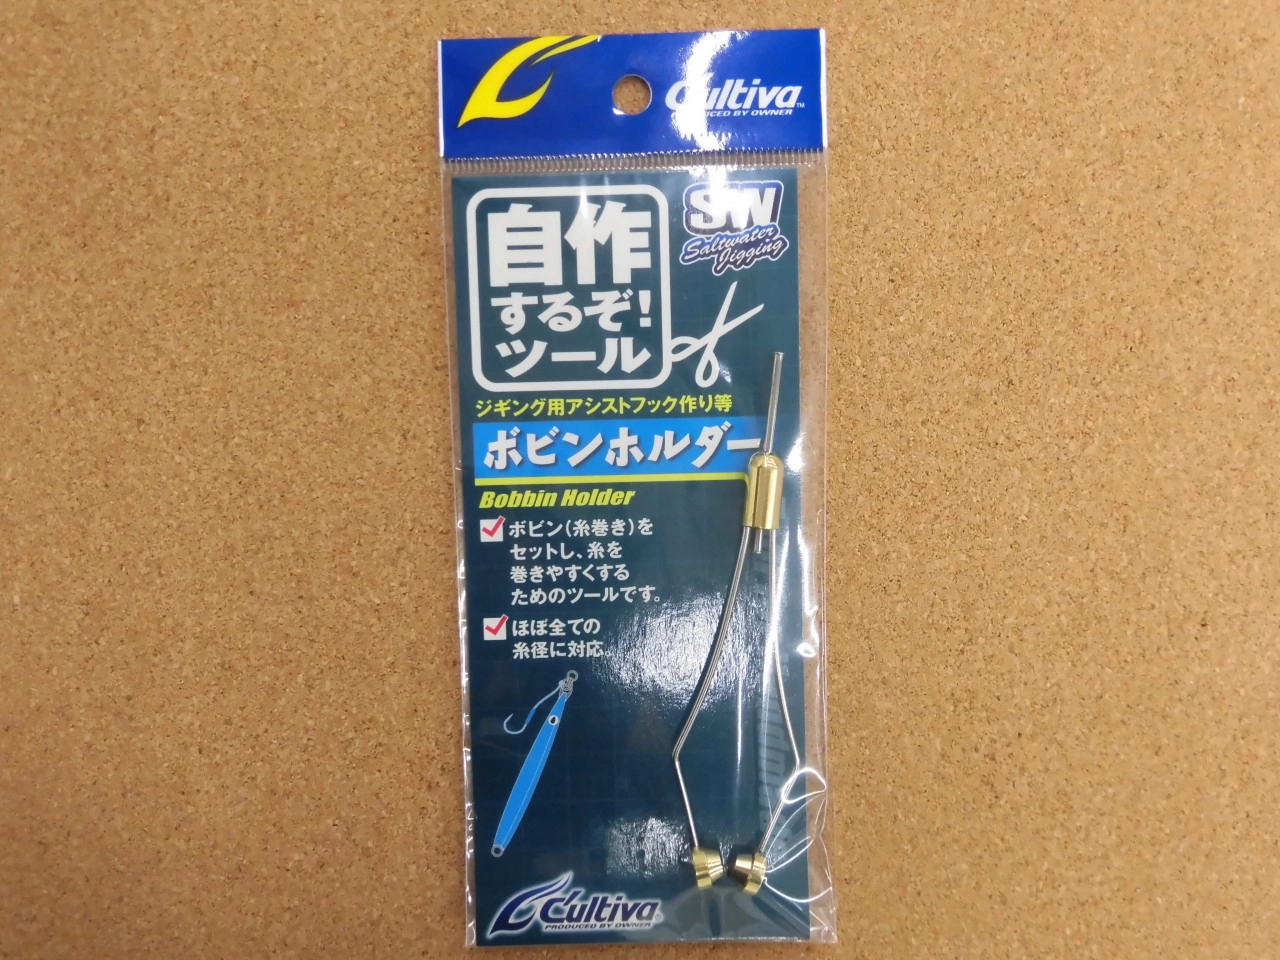 C'ultiva™
PRODUCED BY OWNER
SW
Saltwater
Jigging
自作
するぞ!
ツール
ジギング用アシストフック作り等
ボビンホルダー
Bobbin Holder
ボビン(糸巻き)を
セットし、糸を
巻きやすくする
ためのツールです。
ほぼ全ての
糸径に対応。
C'ultiva®
PRODUCED BY OWNER